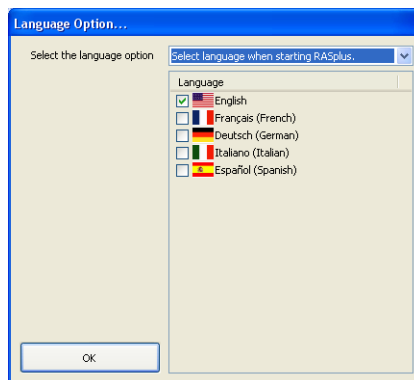 Language Option...
Select the language option
Select language when starting RASplus.
Language
English
Français (French)
Deutsch (German)
Italiano (Italian)
Español (Spanish)
OK